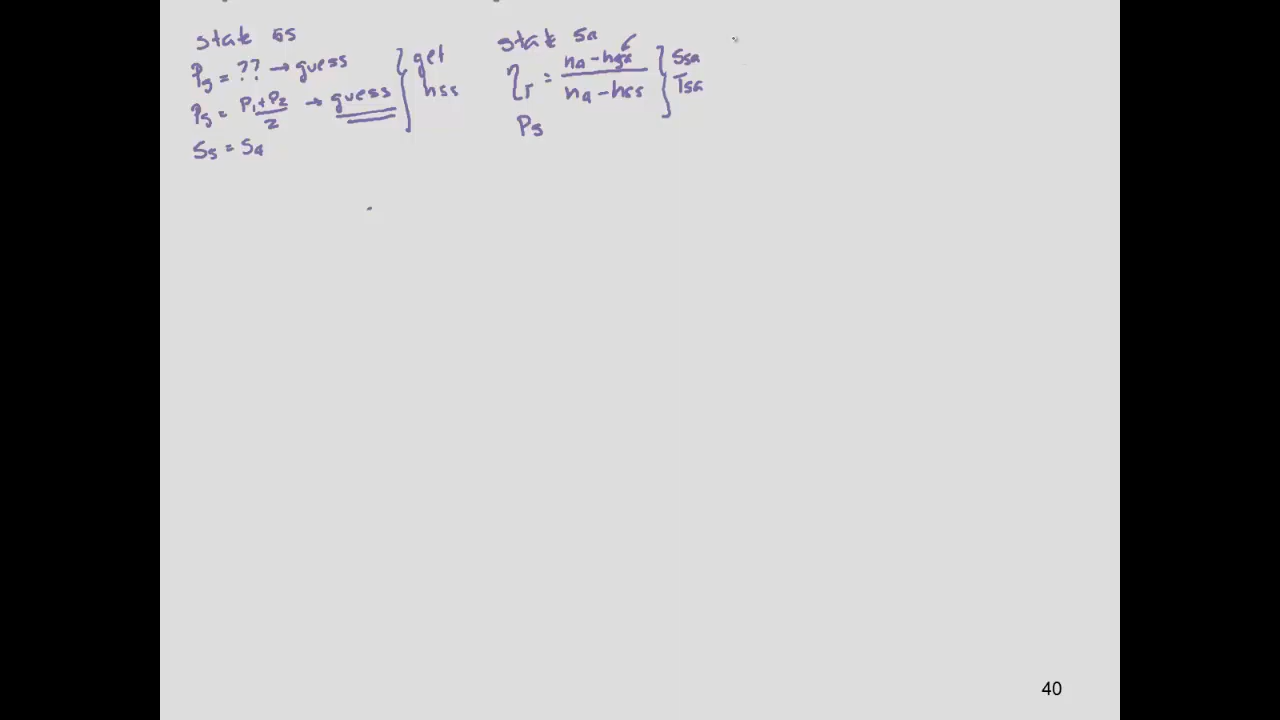 state 5s
P5 = ?? → guess
P5 = P1+P2 / 2 → guess
S5 = S4
} get
h5s
state 5a
ηT = h4 - h5a / h4 - h5s
P5
} S5a
T5a
40